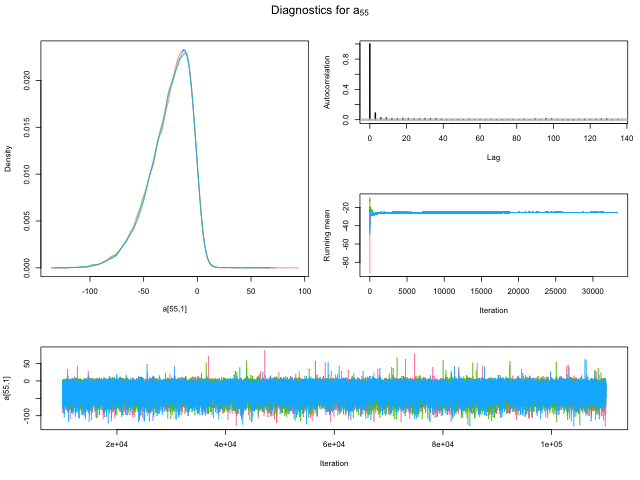 Diagnostics for a₅₅
Density
0.000 0.005 0.010 0.015 0.020
-100 -50 0 50 100
a[55,1]
Autocorrelation
0.0 0.4 0.8
0 20 40 60 80 100 120 140
Lag
Running mean
-80 -60 -40 -20
0 5000 10000 15000 20000 25000 30000
Iteration
a[55,1]
-100 0 50
2e+04 4e+04 6e+04 8e+04 1e+05
Iteration